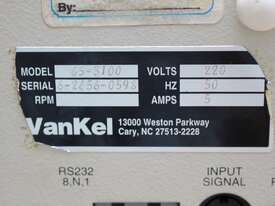 By:
MODEL 65-3100 VOLTS 220
SERIAL 8-2256-0598 HZ 50
RPM AMPS 5
VanKel 13000 Weston Parkway
Cary, NC 27513-2228
RS232 INPUT
8,N,1 SIGNAL